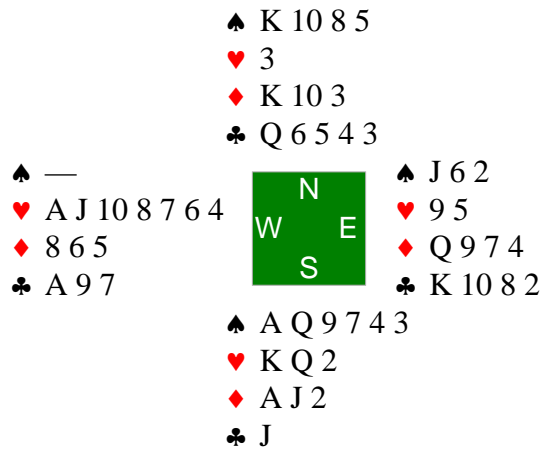 ♠ K 10 8 5
♥ 3
♦ K 10 3
♣ Q 6 5 4 3
♠ —
♥ A J 10 8 7 6 4
♦ 8 6 5
♣ A 9 7
N
W E
S
♠ J 6 2
♥ 9 5
♦ Q 9 7 4
♣ K 10 8 2
♠ A Q 9 7 4 3
♥ K Q 2
♦ A J 2
♣ J